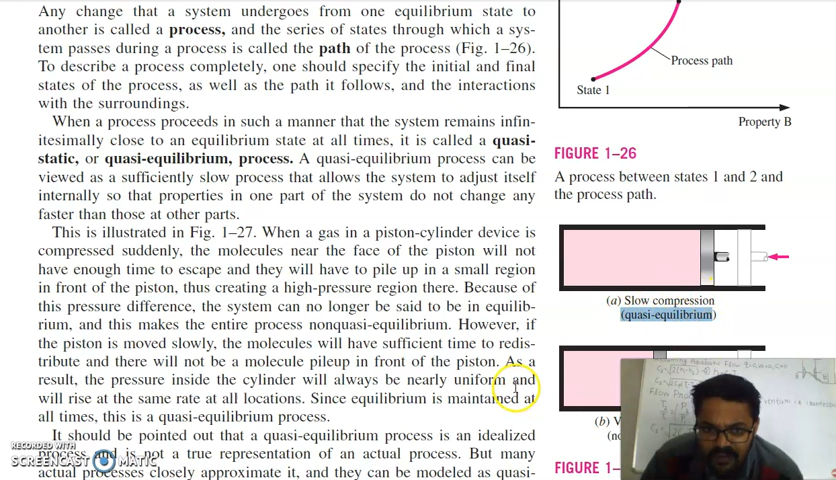 Any change that a system undergoes from one equilibrium state to
another is called a process, and the series of states through which a sys-
tem passes during a process is called the path of the process (Fig. 1–26).
To describe a process completely, one should specify the initial and final
states of the process, as well as the path it follows, and the interactions
with the surroundings.
When a process proceeds in such a manner that the system remains infin-
itesimally close to an equilibrium state at all times, it is called a quasi-
static, or quasi-equilibrium, process. A quasi-equilibrium process can be
viewed as a sufficiently slow process that allows the system to adjust itself
internally so that properties in one part of the system do not change any
faster than those at other parts.
This is illustrated in Fig. 1–27. When a gas in a piston-cylinder device is
compressed suddenly, the molecules near the face of the piston will not
have enough time to escape and they will have to pile up in a small region
in front of the piston, thus creating a high-pressure region there. Because of
this pressure difference, the system can no longer be said to be in equilib-
rium, and this makes the entire process nonquasi-equilibrium. However, if
the piston is moved slowly, the molecules will have sufficient time to redis-
tribute and there will not be a molecule pileup in front of the piston. As a
result, the pressure inside the cylinder will always be nearly uniform and
will rise at the same rate at all locations. Since equilibrium is maintained at
all times, this is a quasi-equilibrium process.
It should be pointed out that a quasi-equilibrium process is an idealized
process and is not a true representation of an actual process. But many
actual processes closely approximate it, and they can be modeled as quasi-
Process path
State 1
Property B
FIGURE 1–26
A process between states 1 and 2 and
the process path.
(a) Slow compression
(quasi-equilibrium)
(b) V
(no
FIGURE 1–
RECORDED WITH
SCREENCAST MATIC